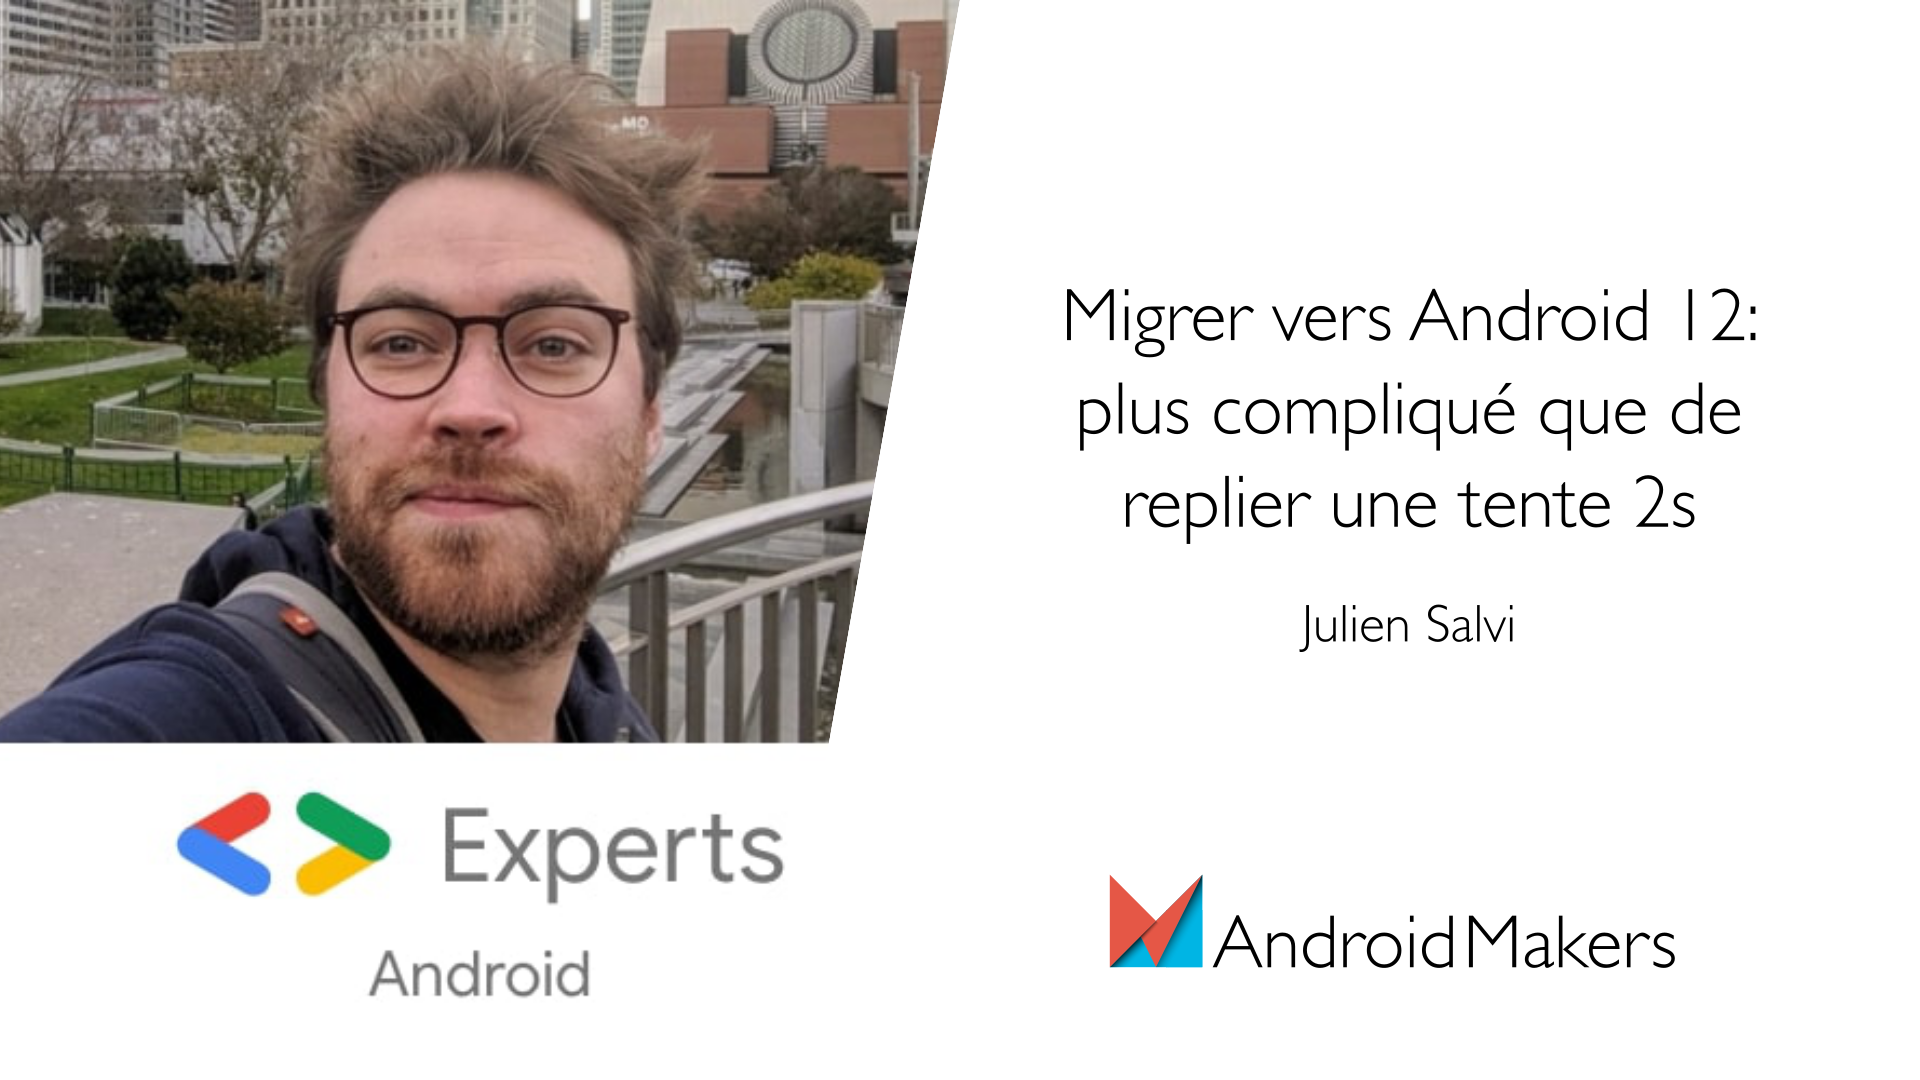 Migrer vers Android 12:
plus compliqué que de
replier une tente 2s
Julien Salvi
Experts
Android
AndroidMakers